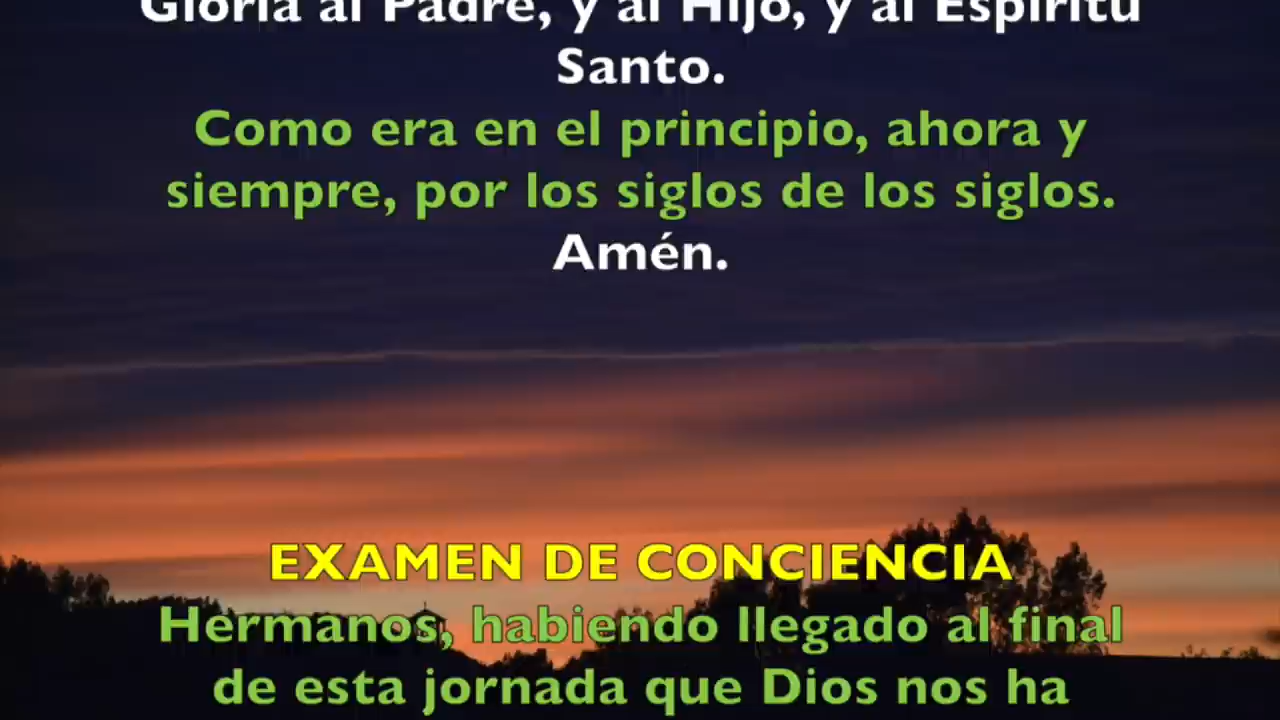 Gloria al Padre, y al Hijo, y al Espíritu
Santo.
Como era en el principio, ahora y
siempre, por los siglos de los siglos.
Amén.
EXAMEN DE CONCIENCIA
Hermanos, habiendo llegado al final
de esta jornada que Dios nos ha